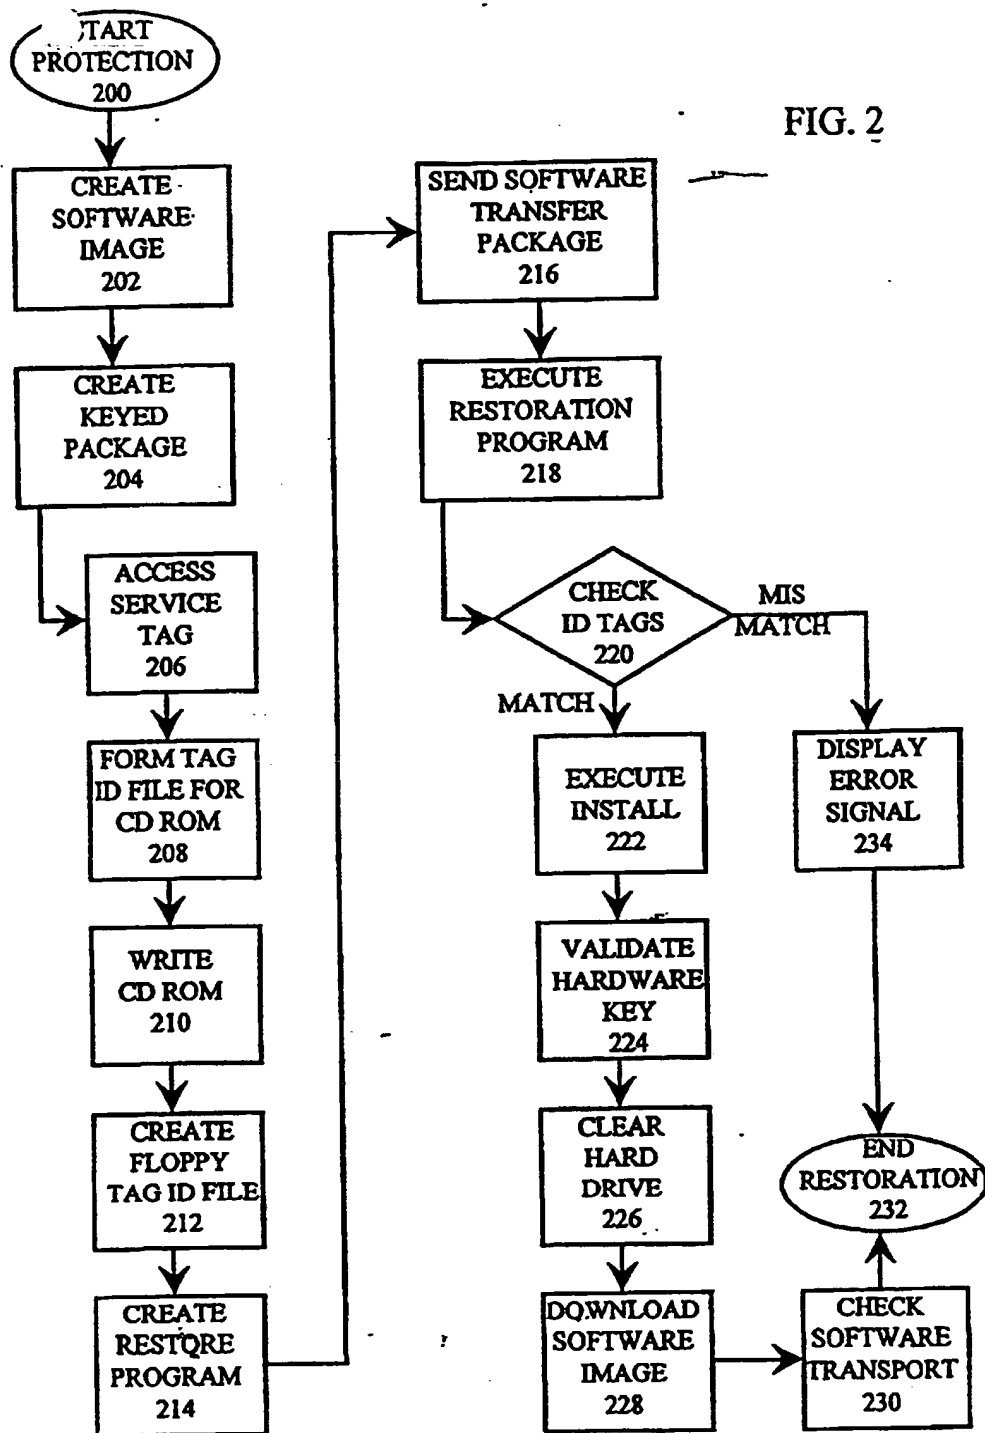 START
PROTECTION
200
FIG. 2
CREATE
SOFTWARE
IMAGE
202
CREATE
KEYED
PACKAGE
204
ACCESS
SERVICE
TAG
206
FORM TAG
ID FILE FOR
CD ROM
208
WRITE
CD ROM
210
CREATE
FLOPPY
TAG ID FILE
212
CREATE
RESTORE
PROGRAM
214
SEND SOFTWARE
TRANSFER
PACKAGE
216
EXECUTE
RESTORATION
PROGRAM
218
CHECK
ID TAGS
220
MIS
MATCH
MATCH
EXECUTE
INSTALL
222
VALIDATE
HARDWARE
KEY
224
CLEAR
HARD
DRIVE
226
DOWNLOAD
SOFTWARE
IMAGE
228
CHECK
SOFTWARE
TRANSPORT
230
DISPLAY
ERROR
SIGNAL
234
END
RESTORATION
232